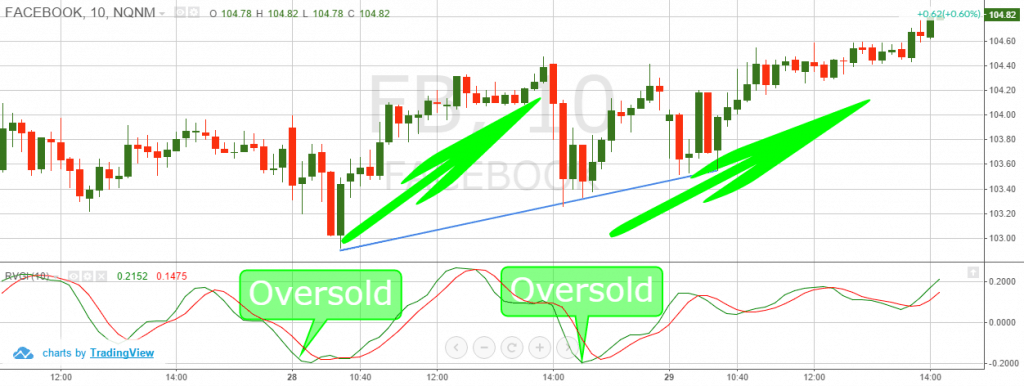 FACEBOOK, 10, NQNM
O 104.78 H 104.82 L 104.78 C 104.82
+0.62(+0.60%)
104.82
104.60
104.40
104.20
104.00
103.80
103.60
103.40
103.20
103.00
FB, 10
FACEBOOK
RVGI (10) 0.2152 0.1475
Oversold
Oversold
0.2000
0.0000
-0.2000
charts by TradingView
12:00 14:00 28 10:40 12:00 14:00 29 10:40 12:00 14:00